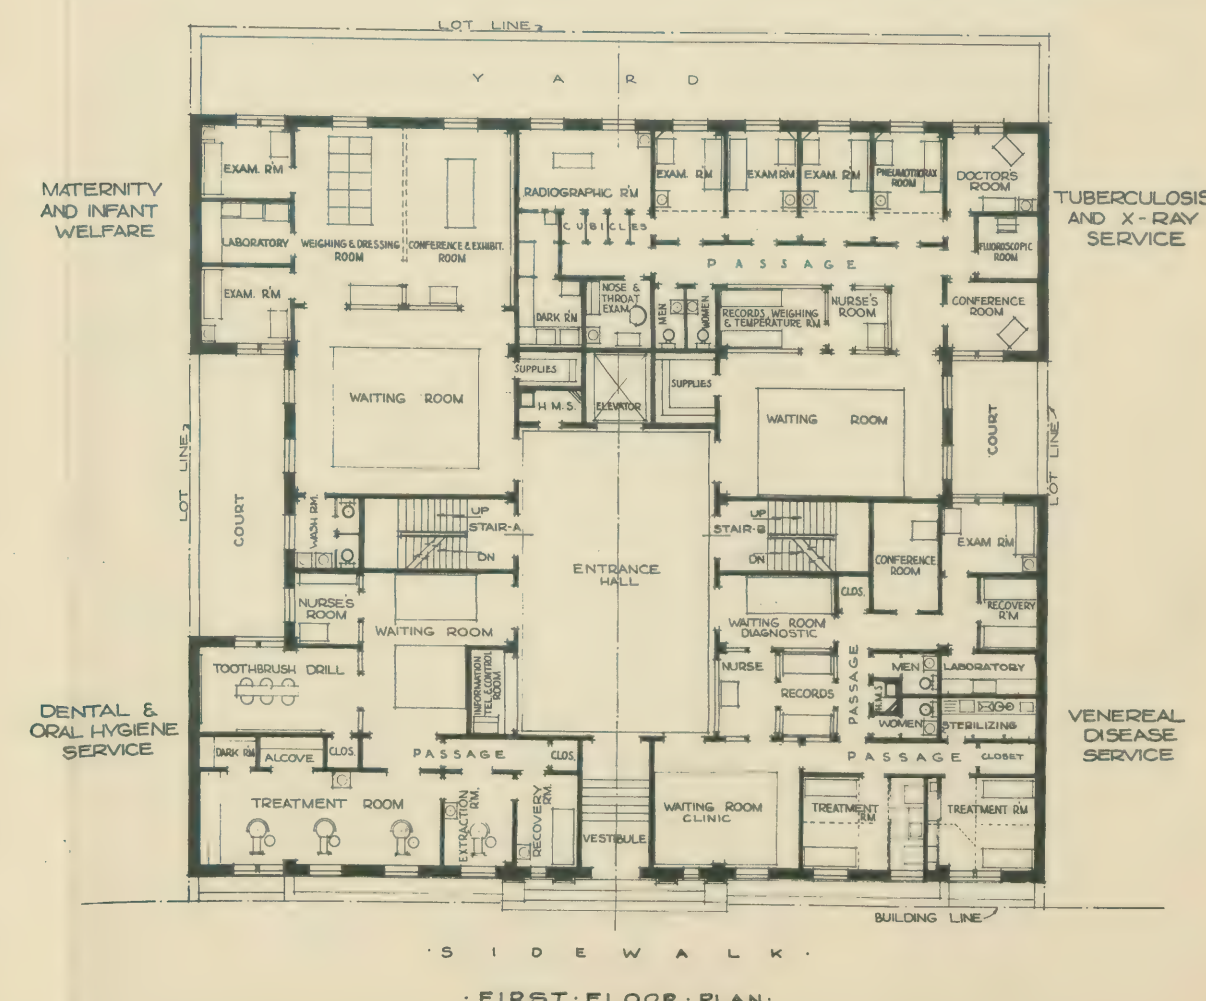 LOT LINE
Y A R D
MATERNITY
AND INFANT
WELFARE
EXAM. R'M
LABORATORY
EXAM. R'M
WEIGHING & DRESSING
ROOM
CONFERENCE & EXHIBIT.
ROOM
RADIOGRAPHIC R'M
CUBICLES
EXAM. R'M
EXAM R'M
EXAM. R'M
PNEUMOTHORAX
ROOM
DOCTOR'S
ROOM
TUBERCULOSIS
AND X-RAY
SERVICE
FLUOROSCOPIC
ROOM
PASSAGE
DARK R'M
NOSE &
THROAT
EXAM.
MEN
WOMEN
RECORDS, WEIGHING
& TEMPERATURE R'M
NURSE'S
ROOM
CONFERENCE
ROOM
WAITING ROOM
SUPPLIES
H.M.S.
ELEVATOR
SUPPLIES
WAITING ROOM
COURT
LOT LINE
LOT LINE
COURT
WASH RM.
UP
STAIR-A
DN
ENTRANCE
HALL
UP
STAIR-B
DN
CONFERENCE
ROOM
EXAM R'M
NURSE'S
ROOM
WAITING ROOM
CLOS.
WAITING ROOM
DIAGNOSTIC
RECOVERY
R'M
TOOTHBRUSH DRILL
INFORMATION
TEL. & CONTROL
ROOM
NURSE
RECORDS
PASSAGE
MEN
H.M.S
WOMEN
LABORATORY
STERILIZING
DENTAL &
ORAL HYGIENE
SERVICE
VENEREAL
DISEASE
SERVICE
DARK R'M
ALCOVE
CLOS.
PASSAGE
CLOS.
PASSAGE
CLOSET
TREATMENT ROOM
EXTRACTION
R'M.
RECOVERY
RM.
VESTIBULE
WAITING ROOM
CLINIC
TREATMENT
RM
TREATMENT RM
BUILDING LINE
· S I D E W A L K ·
· FIRST · FLOOR · PLAN ·